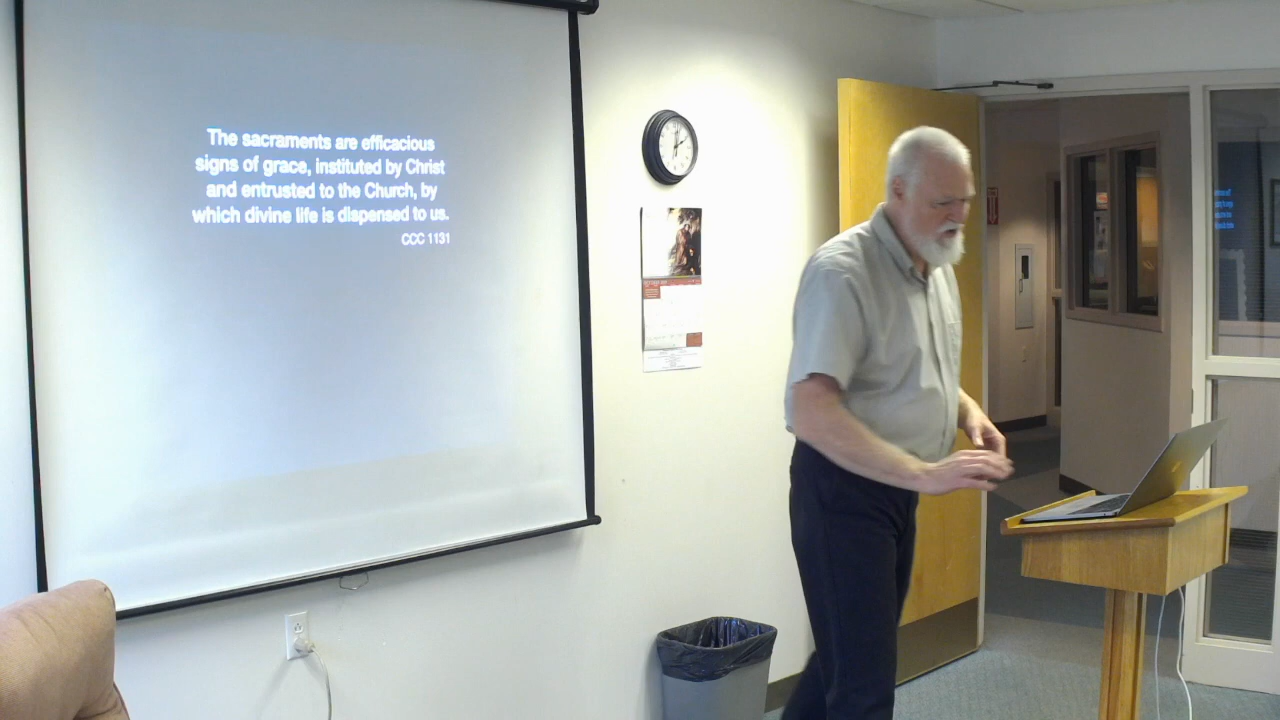 The sacraments are efficacious
signs of grace, instituted by Christ
and entrusted to the Church, by
which divine life is dispensed to us.
CCC 1131